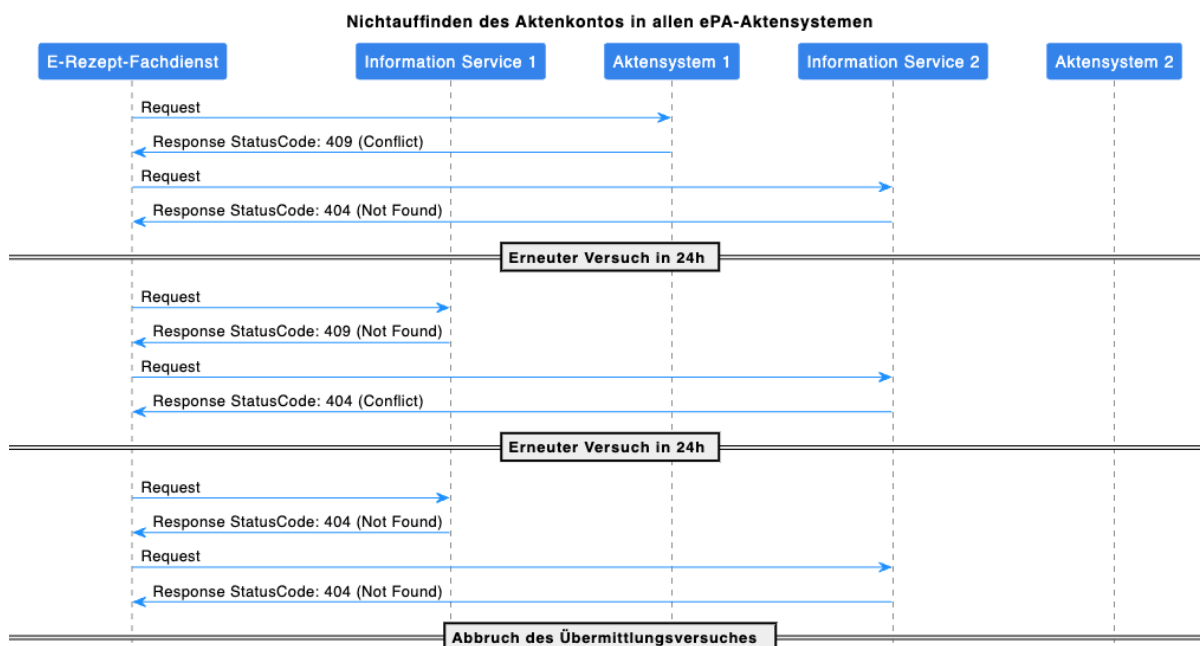 Nichtauffinden des Aktenkontos in allen ePA-Aktensystemen
E-Rezept-Fachdienst Information Service 1 Aktensystem 1 Information Service 2 Aktensystem 2
Request
Response StatusCode: 409 (Conflict)
Request
Response StatusCode: 404 (Not Found)
Erneuter Versuch in 24h
Request
Response StatusCode: 409 (Not Found)
Request
Response StatusCode: 404 (Conflict)
Erneuter Versuch in 24h
Request
Response StatusCode: 404 (Not Found)
Request
Response StatusCode: 404 (Not Found)
Abbruch des Übermittlungsversuches